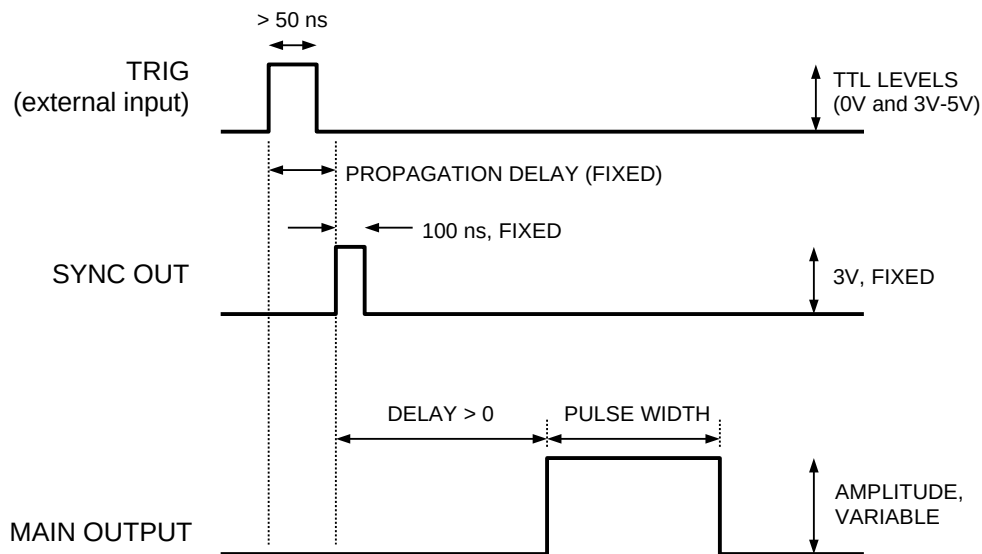 > 50 ns
TRIG
(external input)
TTL LEVELS
(0V and 3V-5V)
PROPAGATION DELAY (FIXED)
100 ns, FIXED
SYNC OUT
3V, FIXED
DELAY > 0
PULSE WIDTH
AMPLITUDE,
VARIABLE
MAIN OUTPUT